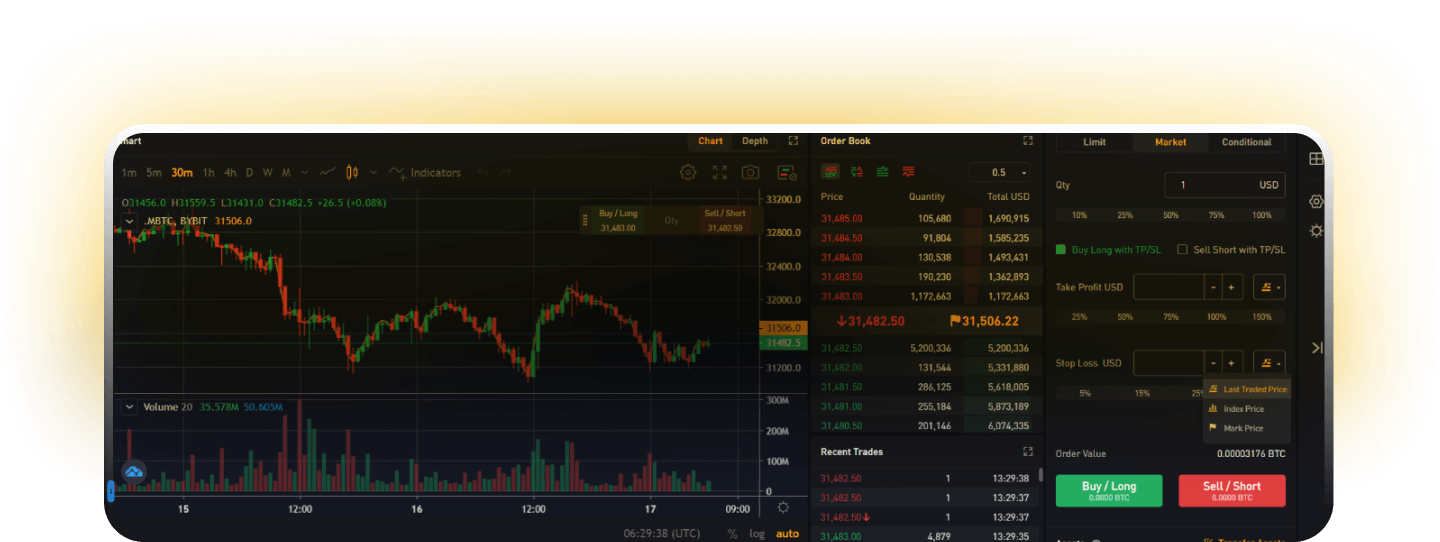 Chart Depth
1m 5m 30m 1h 4h D W M Indicators
O31456.0 H31559.5 L31431.0 C31482.5 +26.5 (+0.08%)
.MBTC, BYBIT 31506.0
Buy / Long
31,483.00
Qty
Sell / Short
31,482.50
33200.0
32800.0
32400.0
32000.0
31506.0
31482.5
31200.0
Volume 20 35.578M 50.605M
300M
200M
100M
0
15 12:00 16 12:00 17 09:00
06:29:38 (UTC) % log auto
Order Book
0.5
Price Quantity Total USD
31,485.00 105,680 1,690,915
31,484.50 91,804 1,585,235
31,484.00 130,538 1,493,431
31,483.50 190,230 1,362,893
31,483.00 1,172,663 1,172,663
↓31,482.50 31,506.22
31,482.50 5,200,336 5,200,336
31,482.00 131,544 5,331,880
31,481.50 286,125 5,618,005
31,481.00 255,184 5,873,189
31,480.50 201,146 6,074,335
Recent Trades
31,482.50 1 13:29:38
31,482.50 1 13:29:37
31,482.50↓ 1 13:29:37
31,483.00 4,879 13:29:35
Limit Market Conditional
Qty 1 USD
10% 25% 50% 75% 100%
Buy Long with TP/SL Sell Short with TP/SL
Take Profit USD - +
25% 50% 75% 100% 150%
Stop Loss USD - +
5% 15%
Last Traded Price
Index Price
Mark Price
Order Value 0.00003176 BTC
Buy / Long
0.0000 BTC
Sell / Short
0.0000 BTC